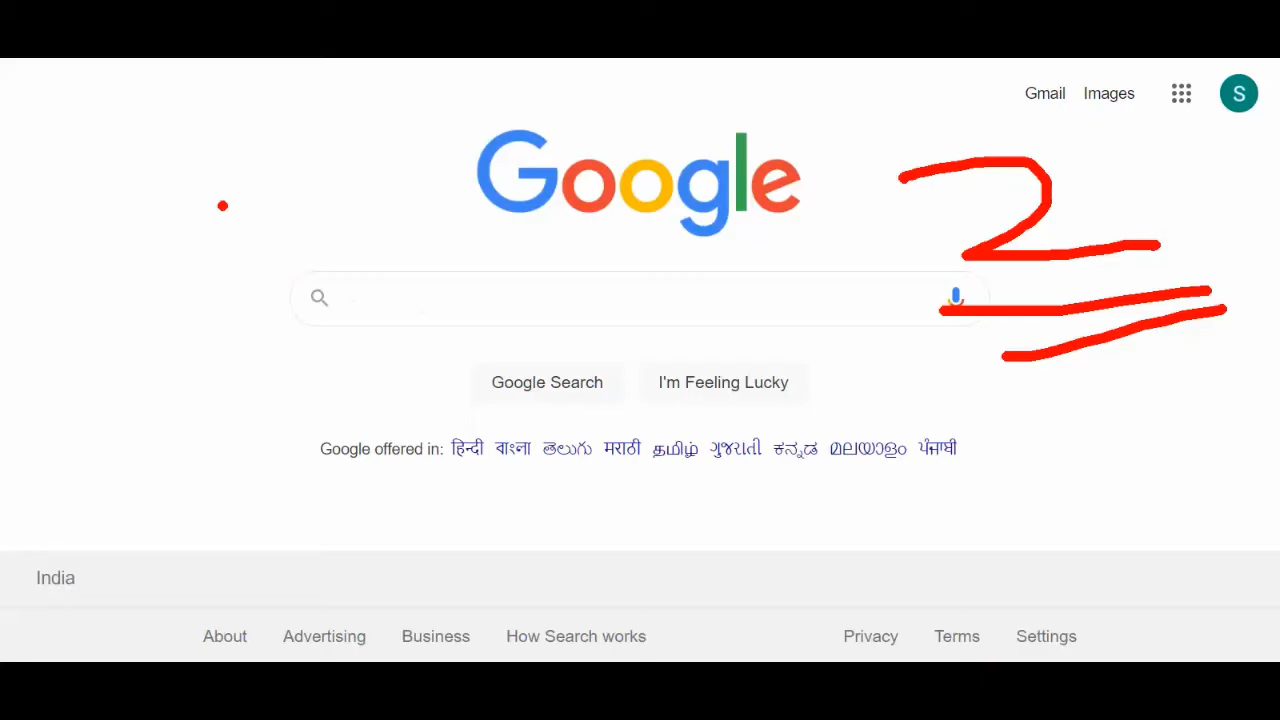 Gmail Images S
Google
2
Google Search I'm Feeling Lucky
Google offered in: हिन्दी বাংলা తెలుగు मराठी தமிழ் ગુજરાતી ಕನ್ನಡ മലയാളം ਪੰਜਾਬੀ
India
About Advertising Business How Search works Privacy Terms Settings